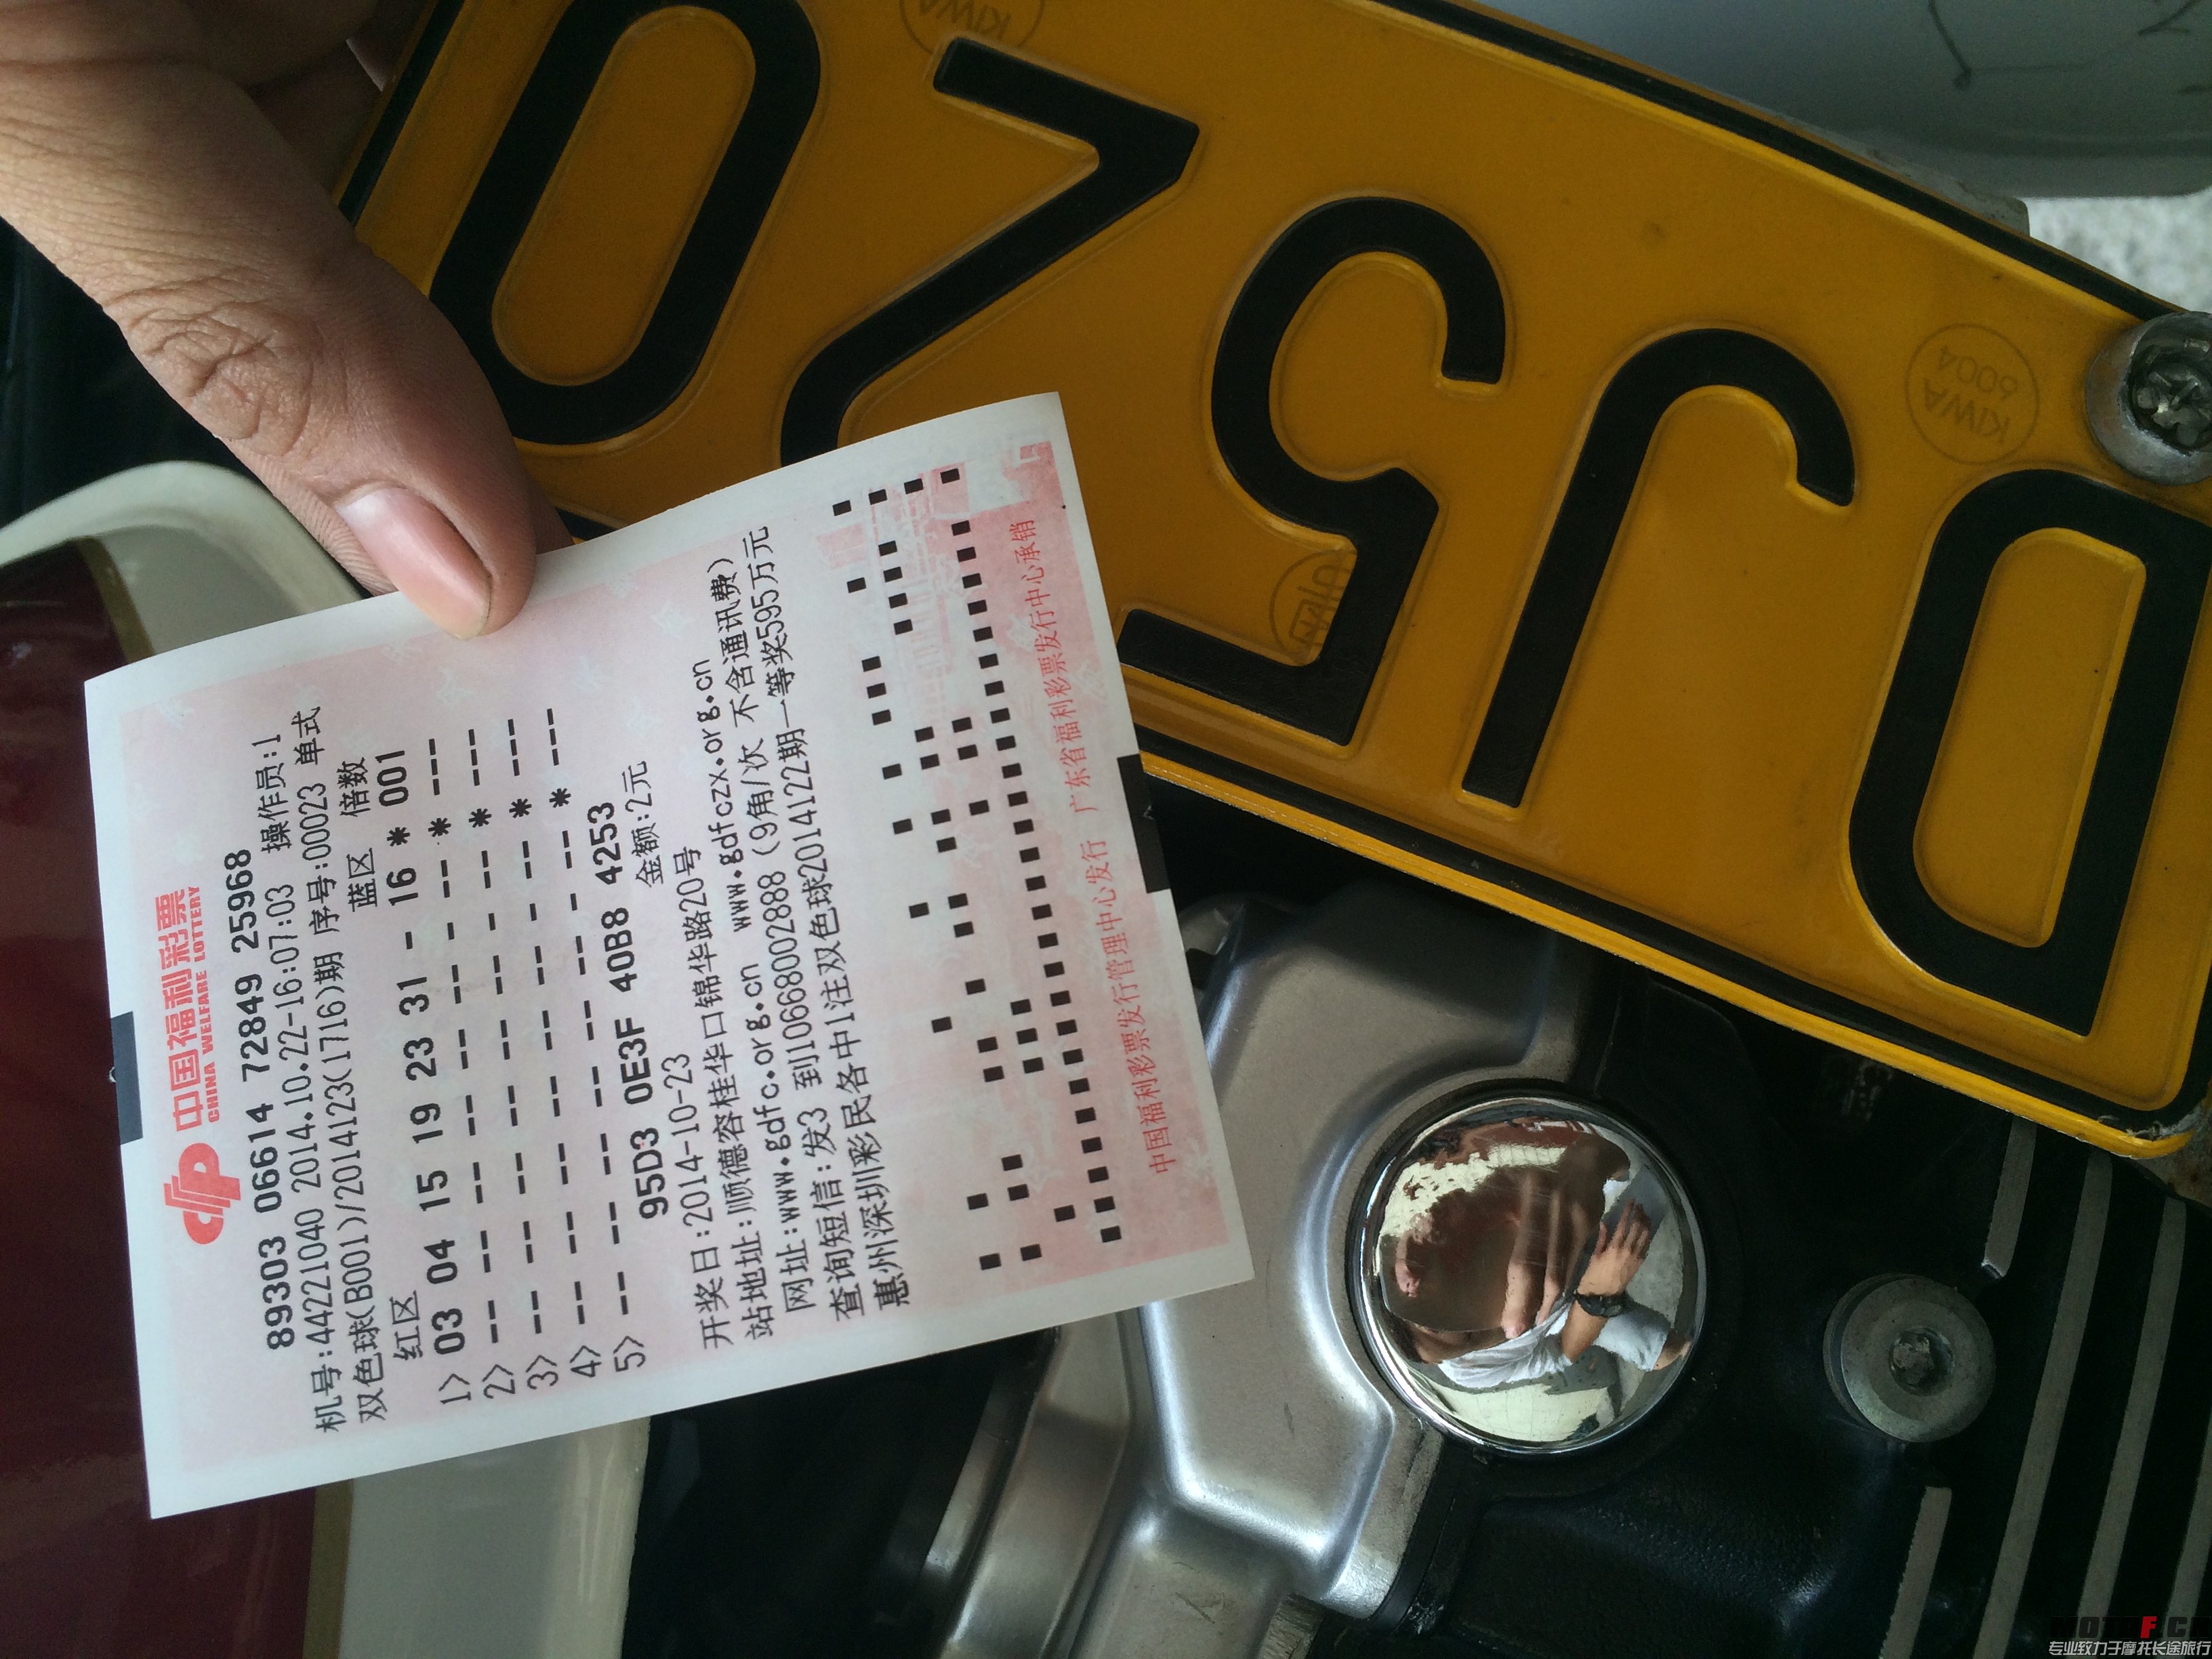 中国福利彩票
CHINA WELFARE LOTTERY
89303 06614 72849 25968
机号:44221040 2014.10.22-16:07:03 操作员:1
双色球(B001)/2014123(1716)期 序号:00023 单式
红区 蓝区 倍数
1> 03 04 15 19 23 31 - 16 * 001
2> -- -- -- -- -- -- - -- * ---
3> -- -- -- -- -- -- - -- * ---
4> -- -- -- -- -- -- - -- * ---
5> -- -- -- -- -- -- - -- * ---
95D3 0E3F 40B8 4253
金额:2元
开奖日:2014-10-23
站地址:顺德容桂华口锦华路20号
网址:www.gdfc.org.cn www.gdfczx.org.cn
查询短信:发3 到1066800002888 (9角/次 不含通讯费)
惠州深圳彩民各中1注双色球2014122期一等奖595万元
中国福利彩票发行管理中心发行 广东省福利彩票发行中心承销
DJ520
KIWA
6004
KIWA
专业致力于摩托长途旅行